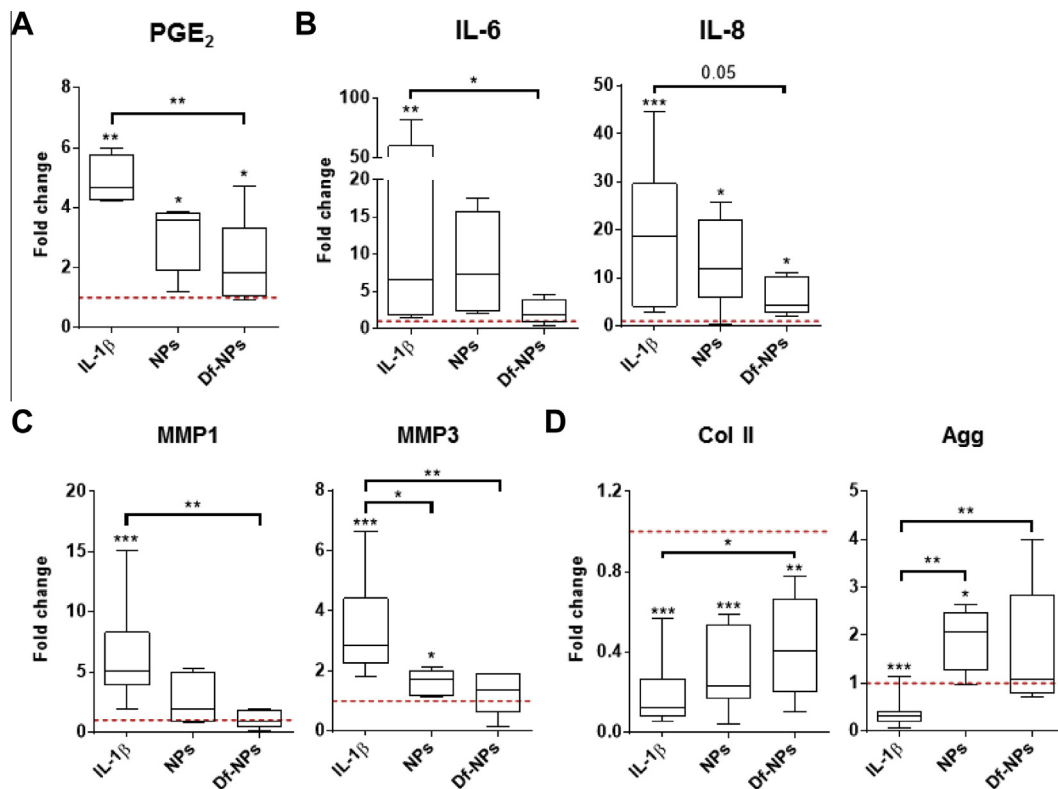 A
PGE2
Fold change
8
6
4
2
0
**
**
*
*
IL-1β
NPs
Df-NPs
B
IL-6
Fold change
100
50
20
15
10
5
0
*
**
IL-1β
NPs
Df-NPs
IL-8
50
40
30
20
10
0
0.05
***
*
*
IL-1β
NPs
Df-NPs
C
MMP1
Fold change
20
15
10
5
0
**
***
IL-1β
NPs
Df-NPs
MMP3
8
6
4
2
0
**
*
***
*
IL-1β
NPs
Df-NPs
D
Col II
Fold change
1.2
0.8
0.4
0.0
*
***
***
**
IL-1β
NPs
Df-NPs
Agg
5
4
3
2
1
0
**
**
*
***
IL-1β
NPs
Df-NPs